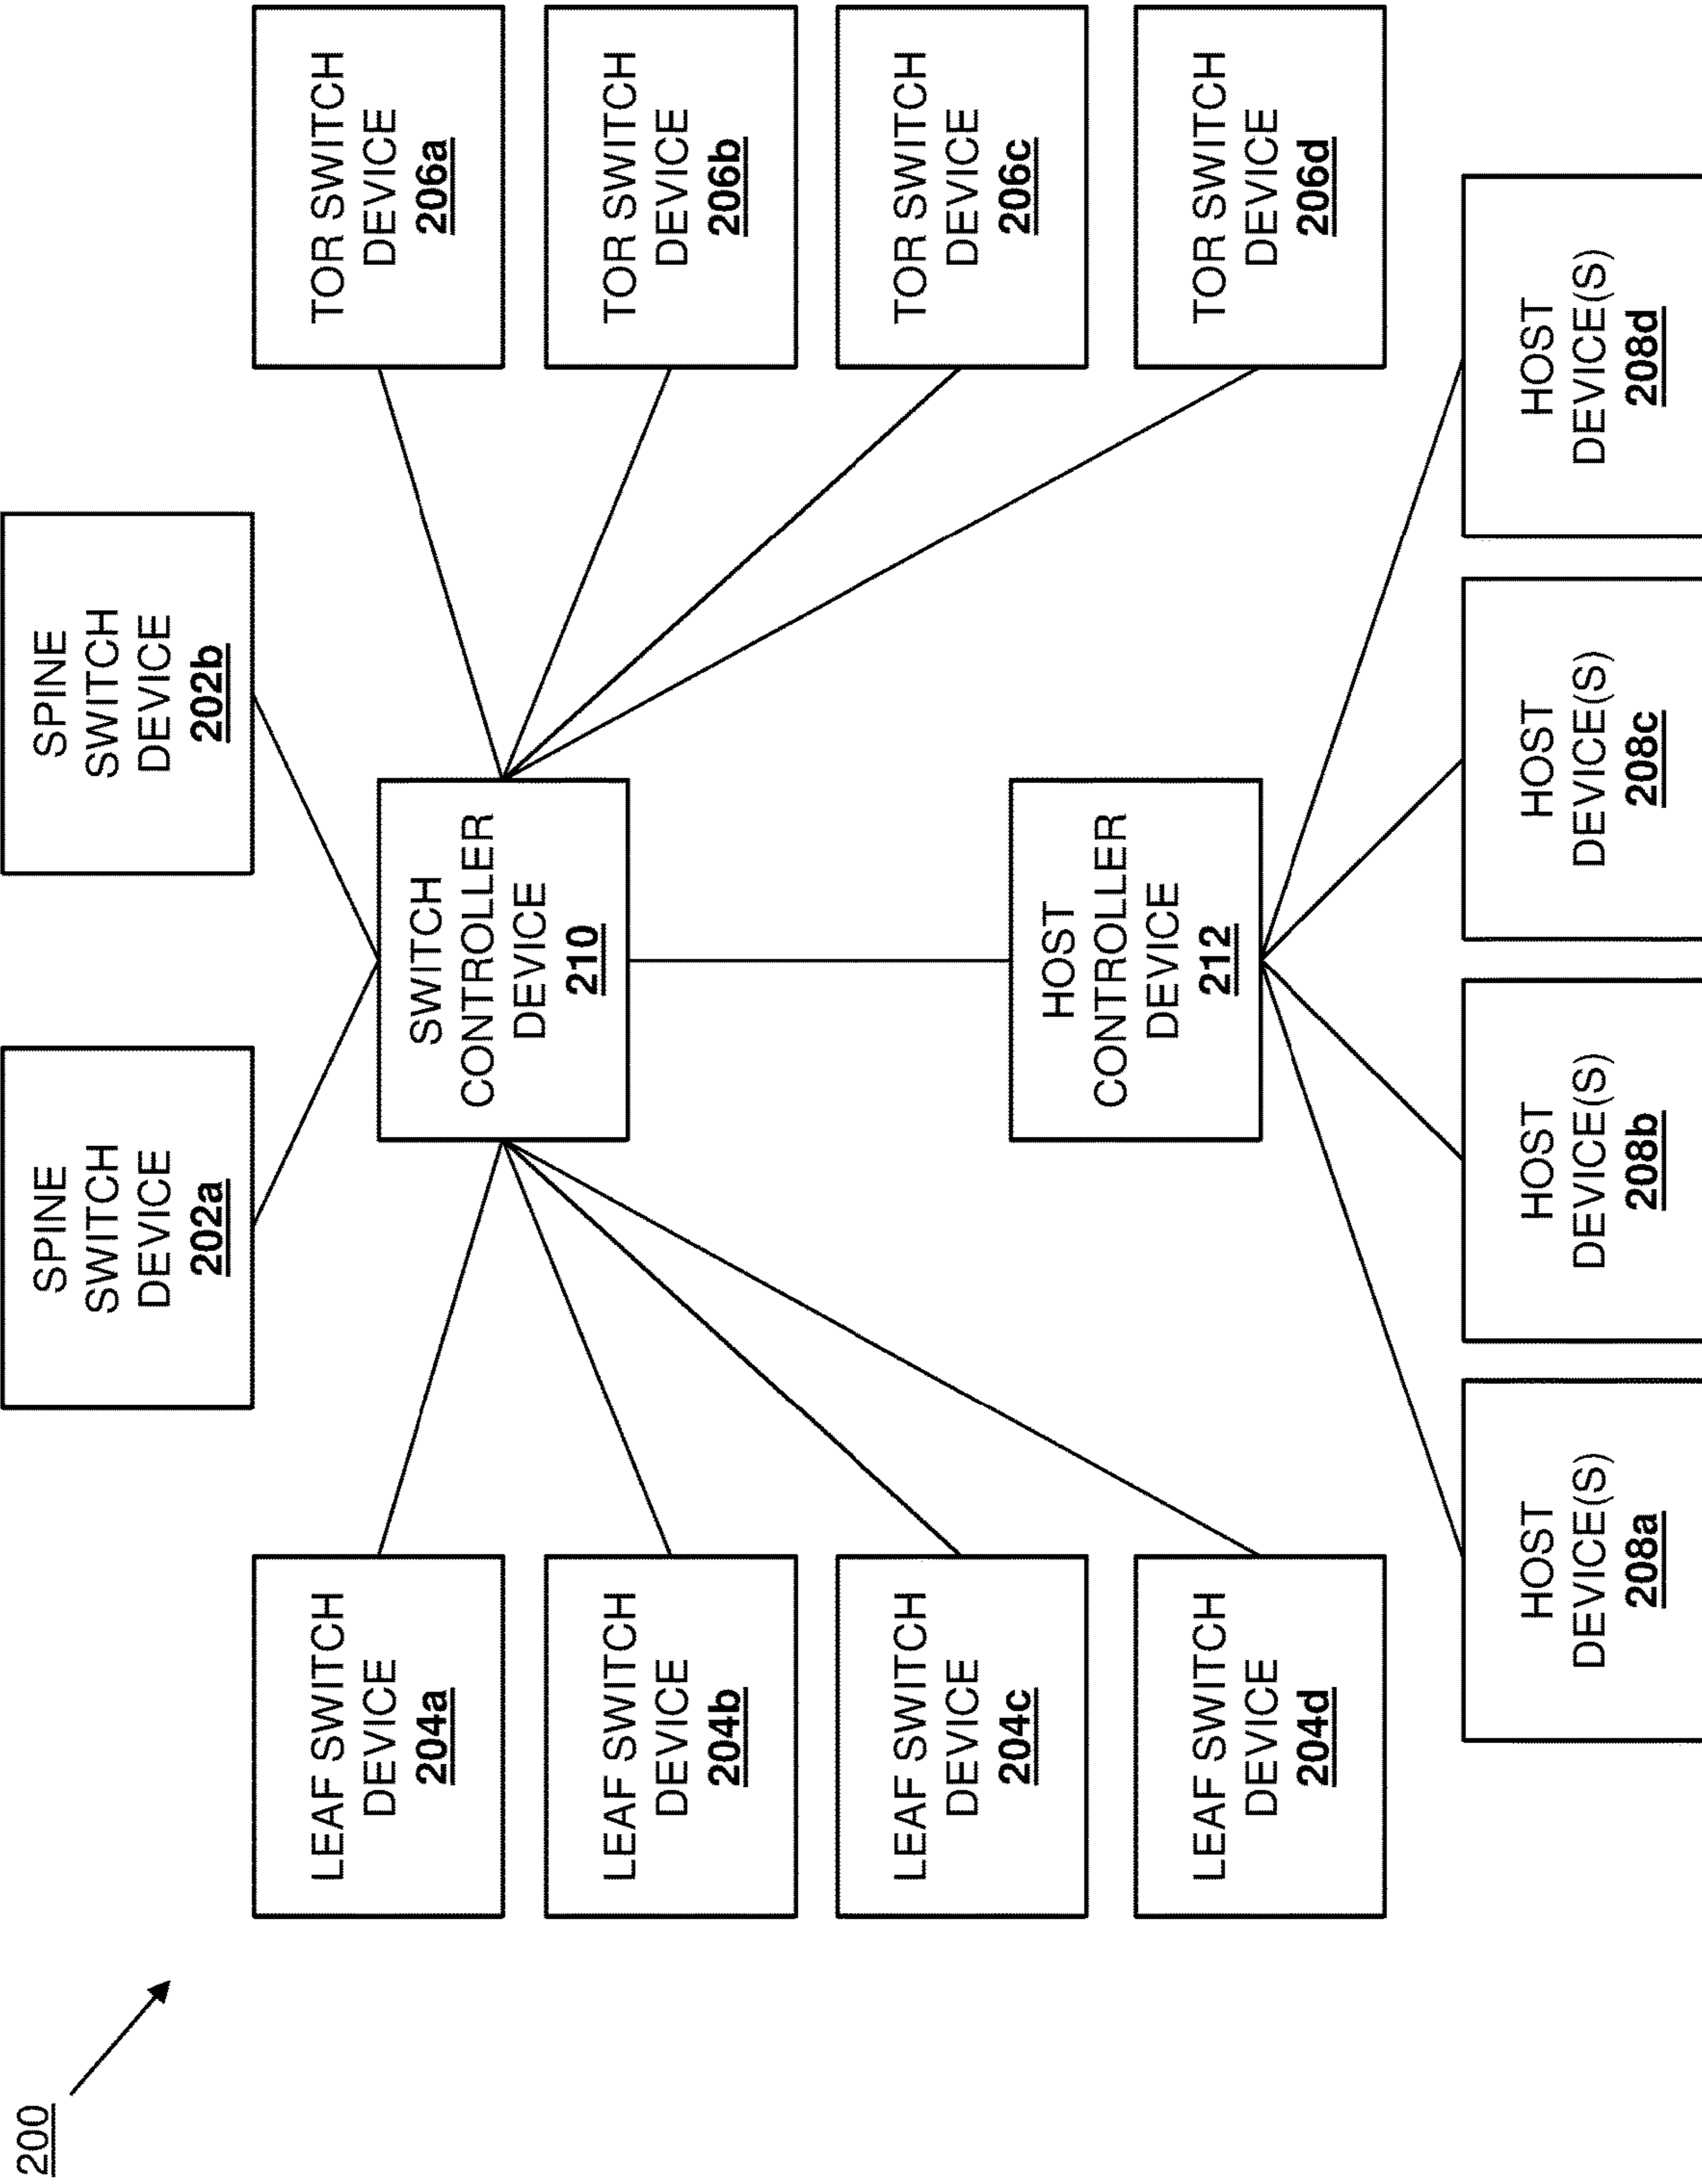 200
SPINE
SWITCH
DEVICE
202a
SPINE
SWITCH
DEVICE
202b
LEAF SWITCH
DEVICE
204a
LEAF SWITCH
DEVICE
204b
LEAF SWITCH
DEVICE
204c
LEAF SWITCH
DEVICE
204d
SWITCH
CONTROLLER
DEVICE
210
HOST
CONTROLLER
DEVICE
212
TOR SWITCH
DEVICE
206a
TOR SWITCH
DEVICE
206b
TOR SWITCH
DEVICE
206c
TOR SWITCH
DEVICE
206d
HOST
DEVICE(S)
208a
HOST
DEVICE(S)
208b
HOST
DEVICE(S)
208c
HOST
DEVICE(S)
208d